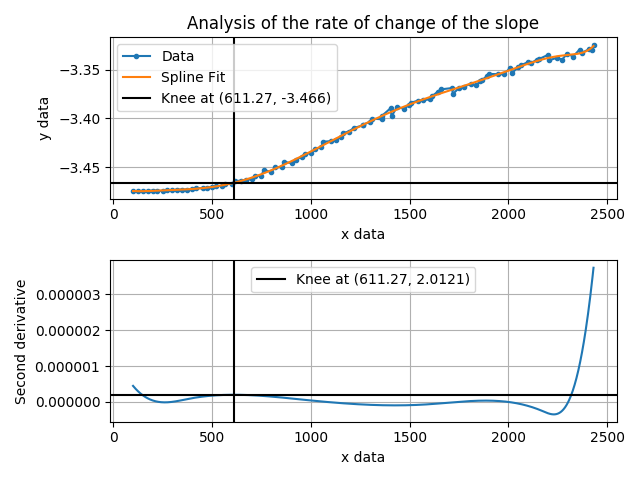 Analysis of the rate of change of the slope
−3.35
−3.40
−3.45
y data
Data
Spline Fit
Knee at (611.27, -3.466)
0 500 1000 1500 2000 2500
x data
0.000003
0.000002
0.000001
0.000000
Second derivative
Knee at (611.27, 2.0121)
0 500 1000 1500 2000 2500
x data